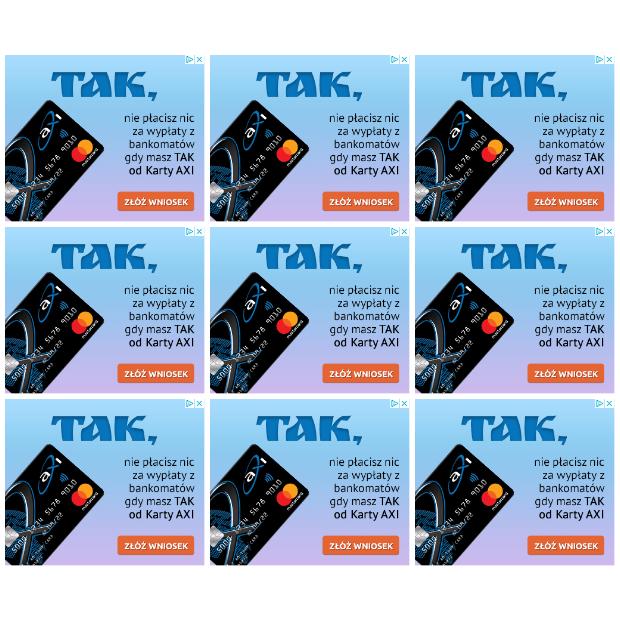 TAK, TAK, TAK,
nie płacisz nic nie płacisz nic nie płacisz nic
za wypłaty z za wypłaty z za wypłaty z
bankomatów bankomatów bankomatów
gdy masz TAK gdy masz TAK gdy masz TAK
od Karty AXI od Karty AXI od Karty AXI
ZŁÓŻ WNIOSEK ZŁÓŻ WNIOSEK ZŁÓŻ WNIOSEK
TAK, TAK, TAK,
nie płacisz nic nie płacisz nic nie płacisz nic
za wypłaty z za wypłaty z za wypłaty z
bankomatów bankomatów bankomatów
gdy masz TAK gdy masz TAK gdy masz TAK
od Karty AXI od Karty AXI od Karty AXI
ZŁÓŻ WNIOSEK ZŁÓŻ WNIOSEK ZŁÓŻ WNIOSEK
TAK, TAK, TAK,
nie płacisz nic nie płacisz nic nie płacisz nic
za wypłaty z za wypłaty z za wypłaty z
bankomatów bankomatów bankomatów
gdy masz TAK gdy masz TAK gdy masz TAK
od Karty AXI od Karty AXI od Karty AXI
ZŁÓŻ WNIOSEK ZŁÓŻ WNIOSEK ZŁÓŻ WNIOSEK